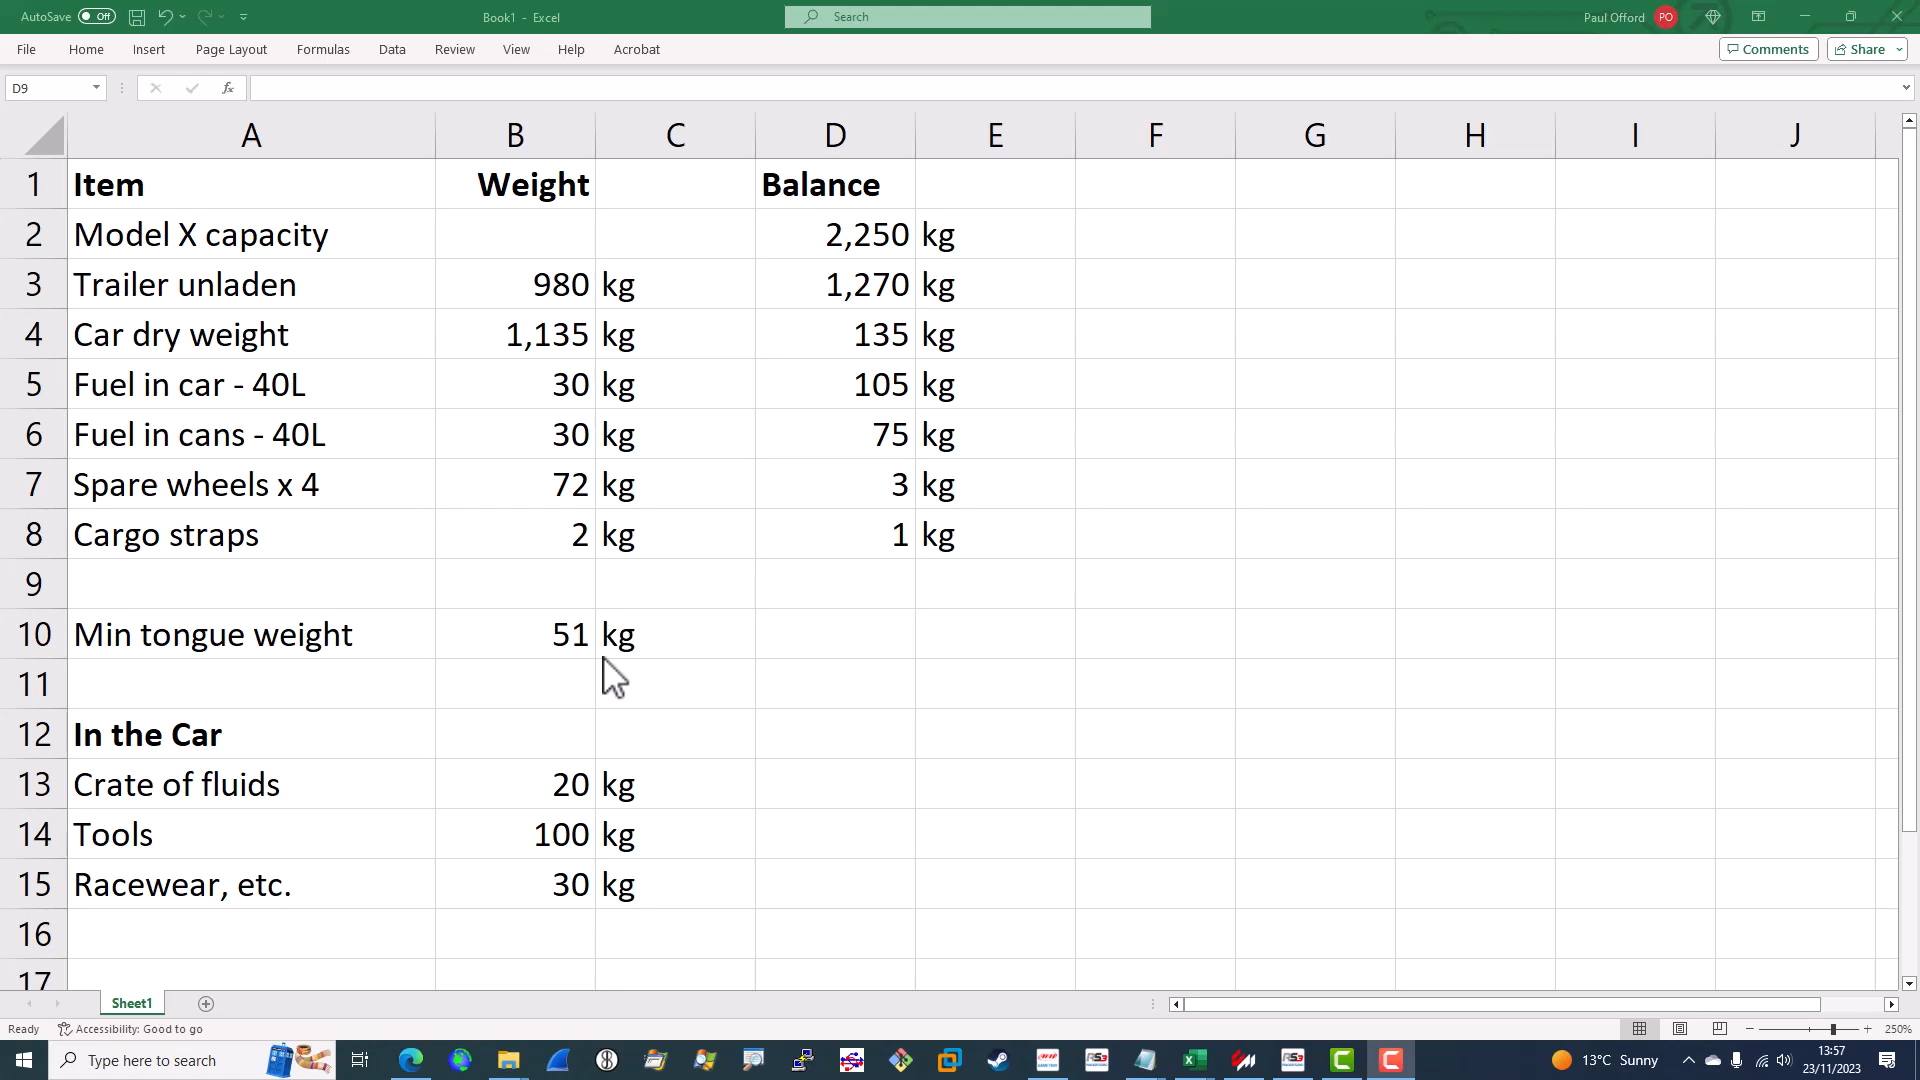 AutoSave Off Book1 - Excel Search Paul Offord PO
File Home Insert Page Layout Formulas Data Review View Help Acrobat Comments Share
D9 fx
A B C D E F G H I J
1 Item Weight Balance
2 Model X capacity 2,250 kg
3 Trailer unladen 980 kg 1,270 kg
4 Car dry weight 1,135 kg 135 kg
5 Fuel in car - 40L 30 kg 105 kg
6 Fuel in cans - 40L 30 kg 75 kg
7 Spare wheels x 4 72 kg 3 kg
8 Cargo straps 2 kg 1 kg
9
10 Min tongue weight 51 kg
11
12 In the Car
13 Crate of fluids 20 kg
14 Tools 100 kg
15 Racewear, etc. 30 kg
16
17
Sheet1
Ready Accessibility: Good to go 250%
Type here to search 13°C Sunny 13:57
23/11/2023